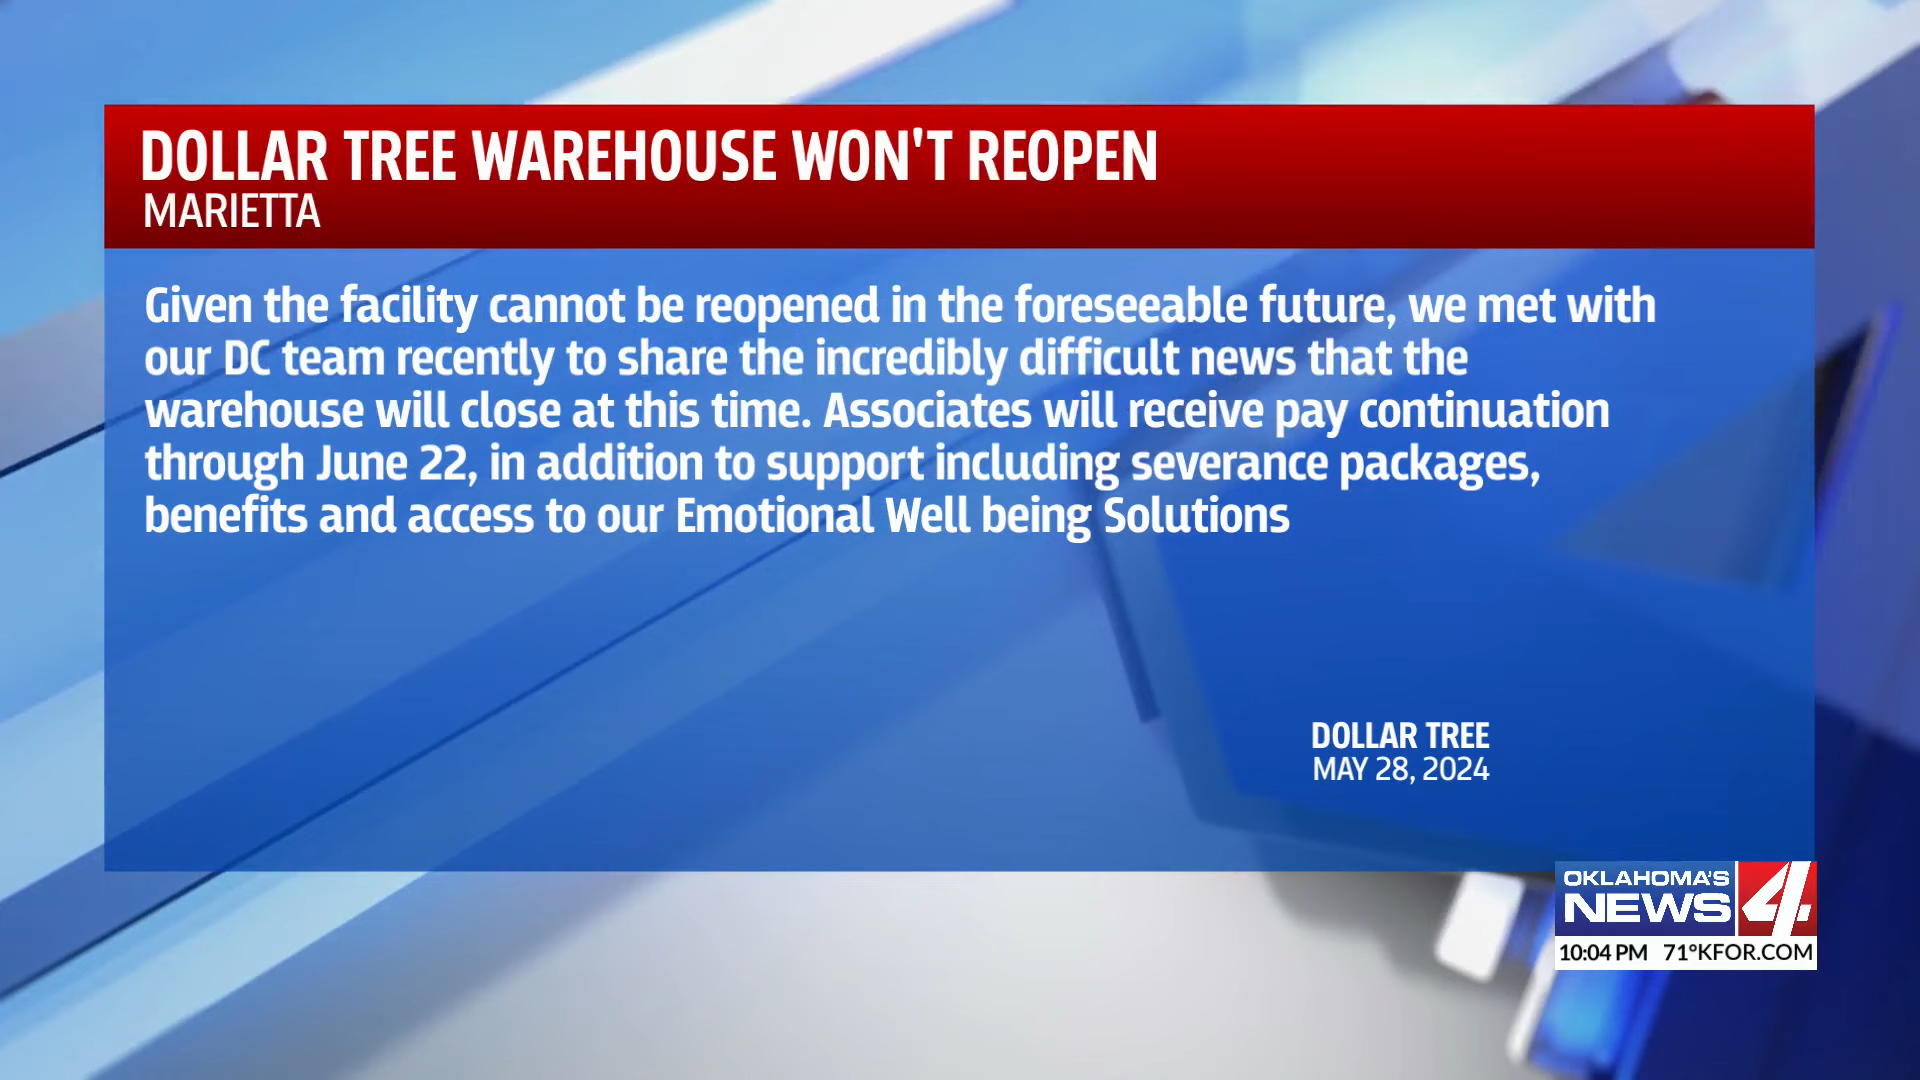 DOLLAR TREE WAREHOUSE WON'T REOPEN
MARIETTA
Given the facility cannot be reopened in the foreseeable future, we met with
our DC team recently to share the incredibly difficult news that the
warehouse will close at this time. Associates will receive pay continuation
through June 22, in addition to support including severance packages,
benefits and access to our Emotional Well being Solutions
DOLLAR TREE
MAY 28, 2024
OKLAHOMA'S
NEWS 4
10:04 PM 71° KFOR.COM